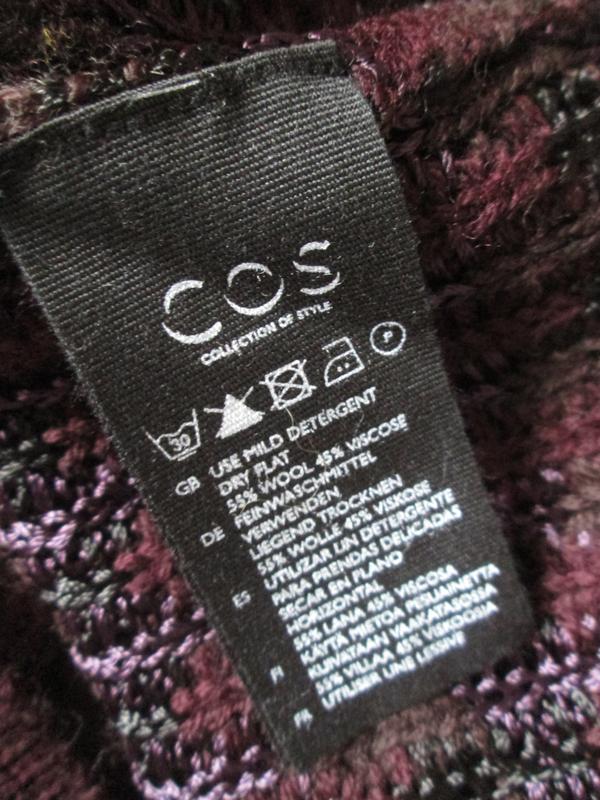 COS
COLLECTION OF STYLE
30
P
GB USE MILD DETERGENT
DRY FLAT
55% WOOL 45% VISCOSE
DE FEINWASCHMITTEL
VERWENDEN
LIEGEND TROCKNEN
55% WOLLE 45% VISKOSE
ES UTILIZAR UN DETERGENTE
PARA PRENDAS DELICADAS
SECAR EN PLANO
HORIZONTAL
55% LANA 45% VISCOSA
FI KÄYTÄ MIETOA PESUAINETTA
KUIVATAAN VAAKATASOSSA
55% VILLAA 45% VISKOOSIA
FR UTILISER UNE LESSIVE